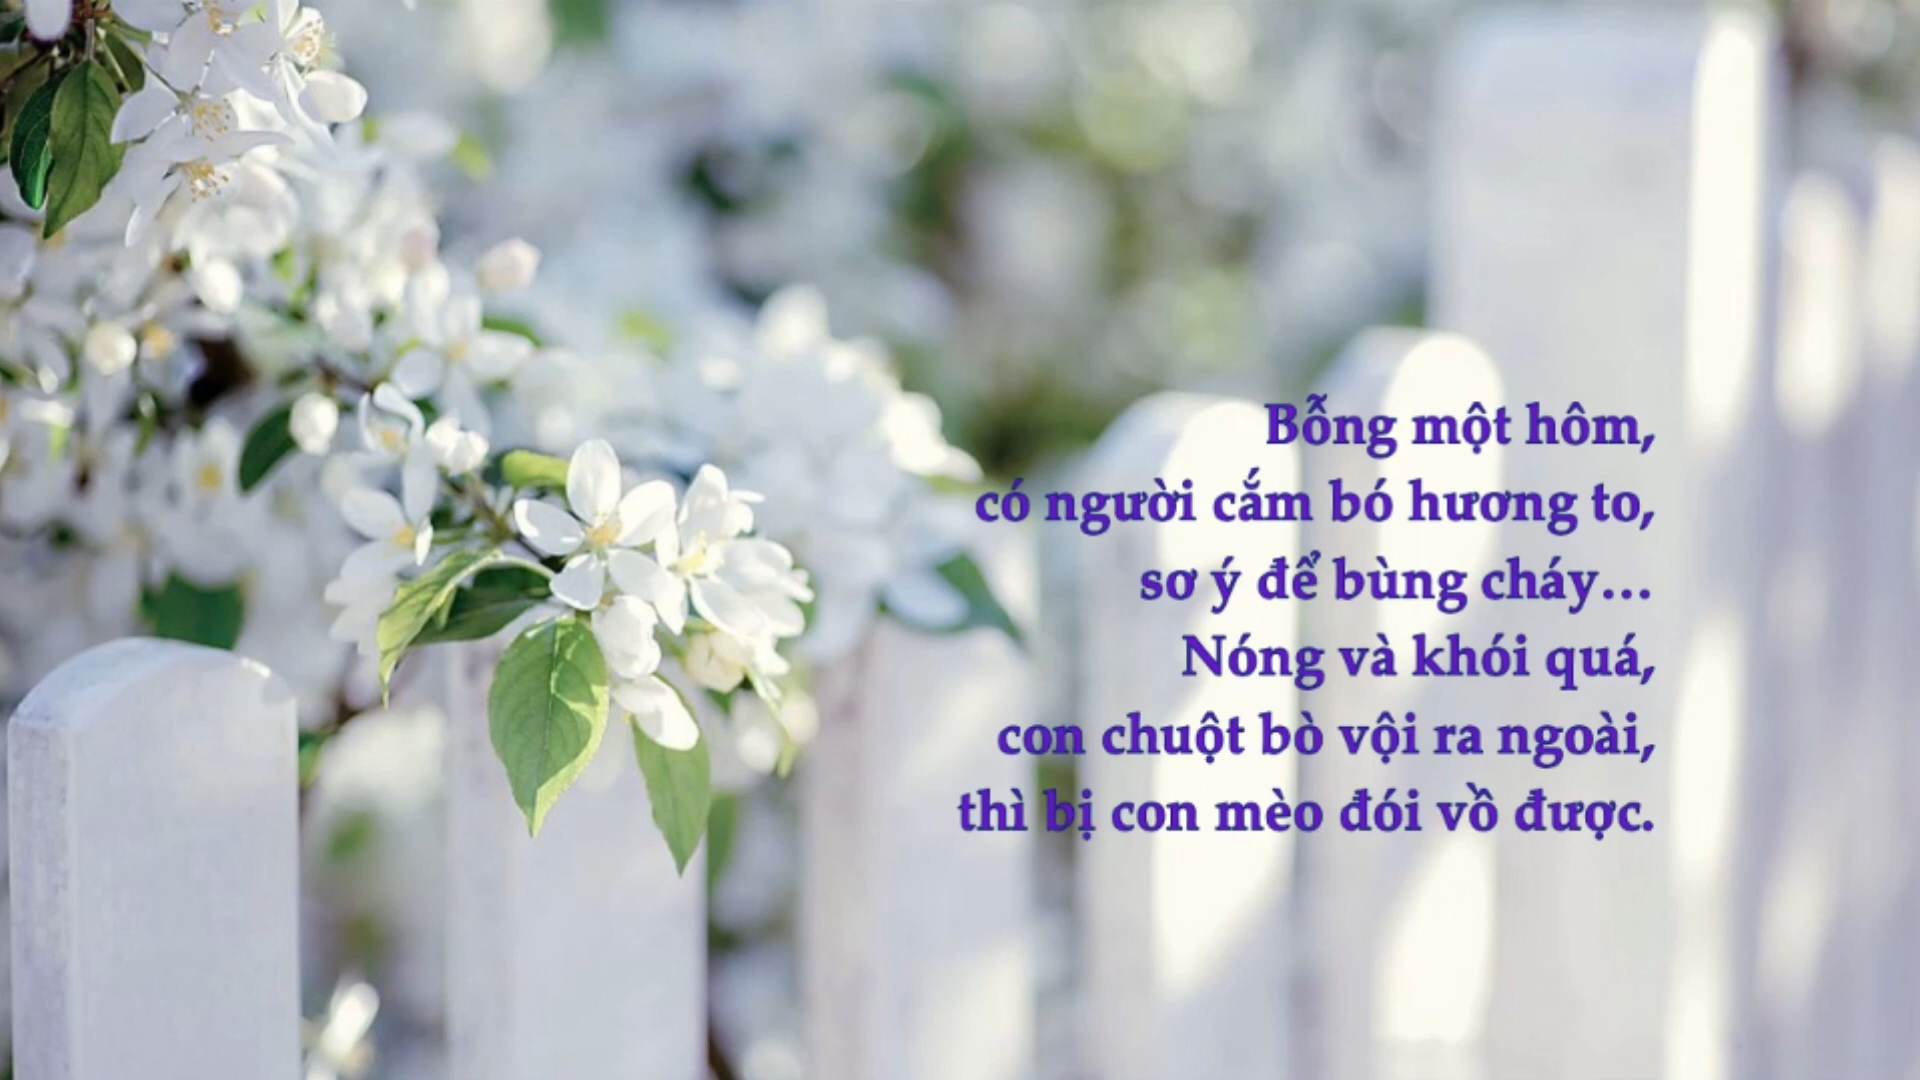 Bỗng một hôm,
có người cắm bó hương to,
sơ ý để bùng cháy…
Nóng và khói quá,
con chuột bò vội ra ngoài,
thì bị con mèo đói vồ được.